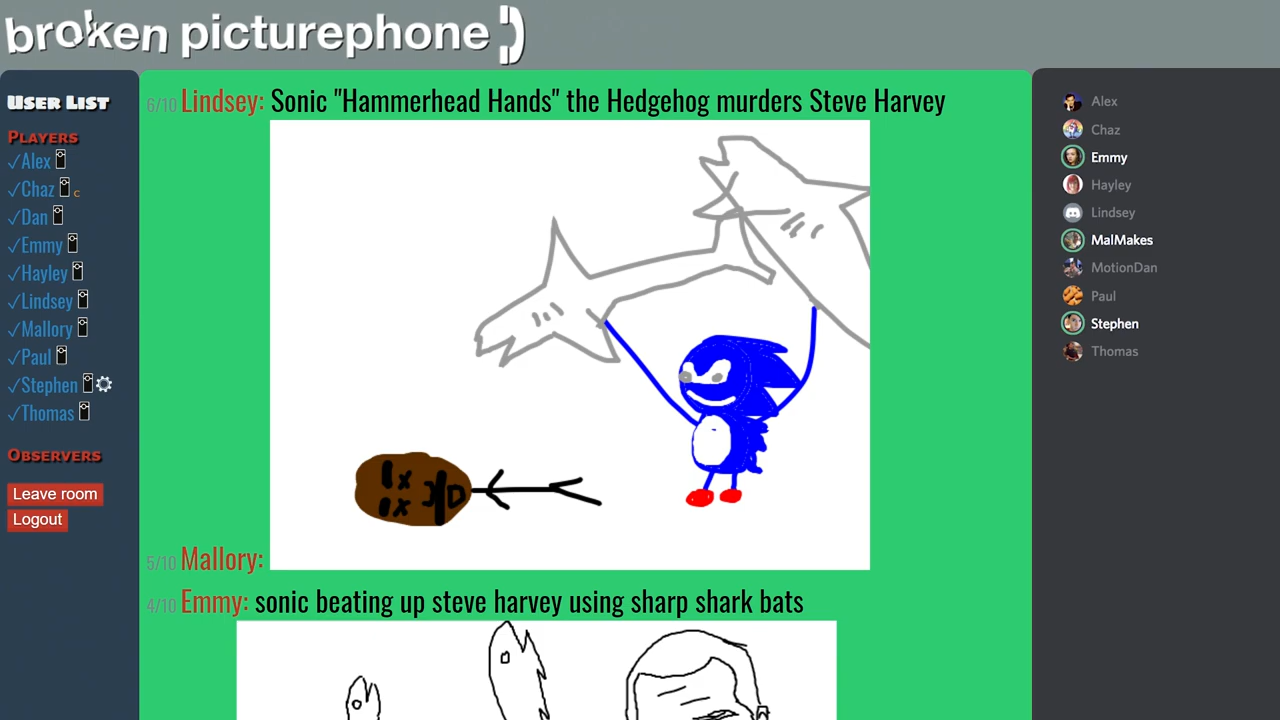 broken picturephone
USER LIST
PLAYERS
✓Alex
✓Chaz c
✓Dan
✓Emmy
✓Hayley
✓Lindsey
✓Mallory
✓Paul
✓Stephen
✓Thomas
OBSERVERS
Leave room
Logout
6/10 Lindsey: Sonic "Hammerhead Hands" the Hedgehog murders Steve Harvey
5/10 Mallory:
4/10 Emmy: sonic beating up steve harvey using sharp shark bats
Alex
Chaz
Emmy
Hayley
Lindsey
MalMakes
MotionDan
Paul
Stephen
Thomas